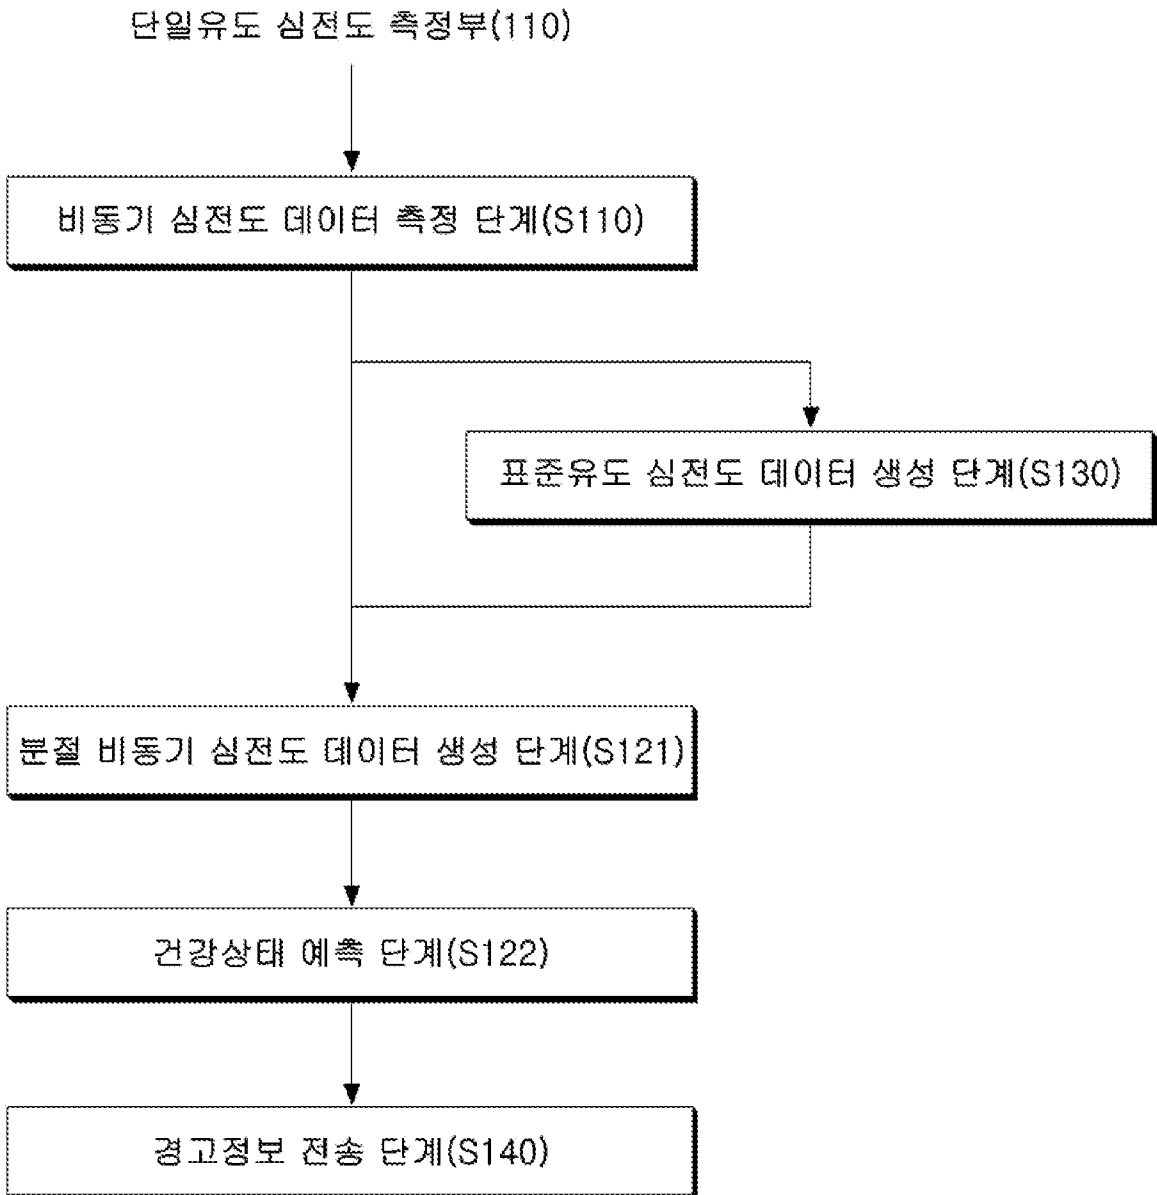 단일유도 심전도 측정부(110)
비동기 심전도 데이터 측정 단계(S110)
표준유도 심전도 데이터 생성 단계(S130)
분절 비동기 심전도 데이터 생성 단계(S121)
건강상태 예측 단계(S122)
경고정보 전송 단계(S140)